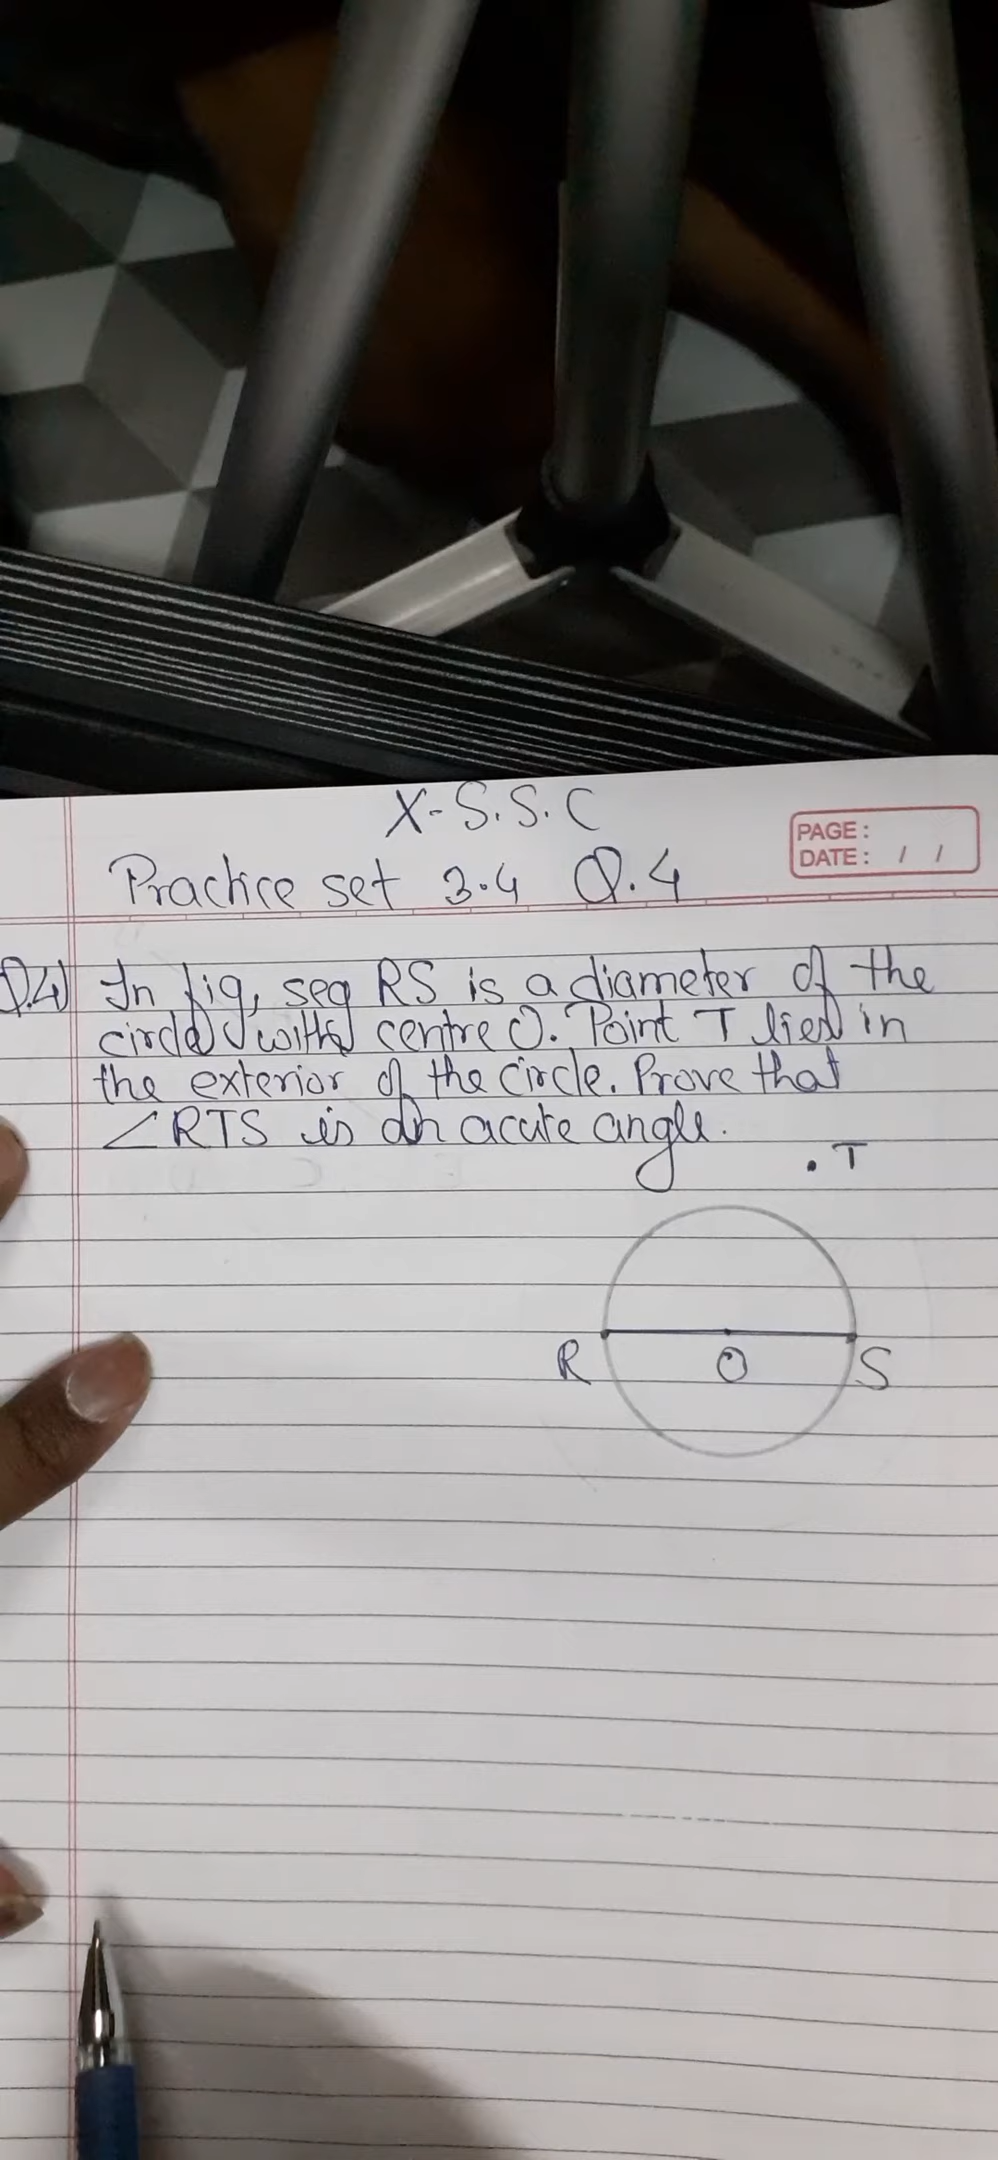 X-S.S.C
PAGE:
DATE: / /
Practice set 3.4 Q.4
Q.4) In fig, seg RS is a diameter of the
circle with centre O. Point T lies in
the exterior of the circle. Prove that
∠RTS is an acute angle.
. T
R O S